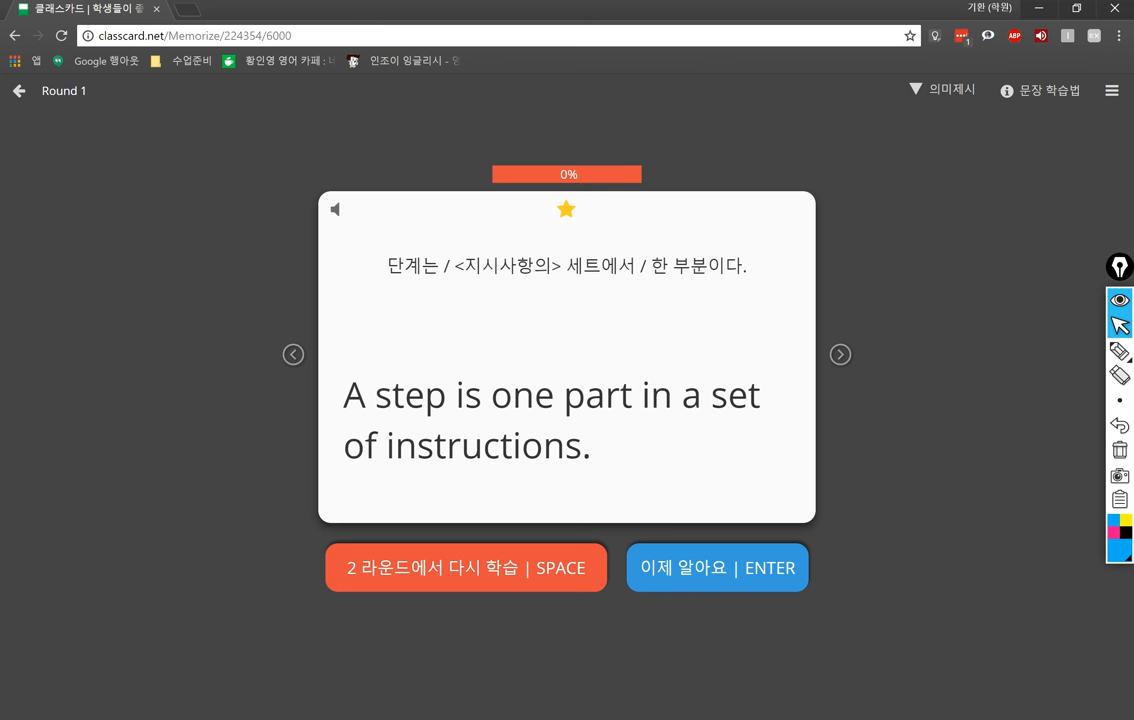 클래스카드 | 학생들이 즐
기환 (학원)
classcard.net/Memorize/224354/6000
ABP
1
앱
Google 행아웃
수업준비
황인영 영어 카페 : 네
인조이 잉글리시 - 잉
Round 1
의미제시
문장 학습법
0%
단계는 / <지시사항의> 세트에서 / 한 부분이다.
A step is one part in a set
of instructions.
2 라운드에서 다시 학습 | SPACE
이제 알아요 | ENTER